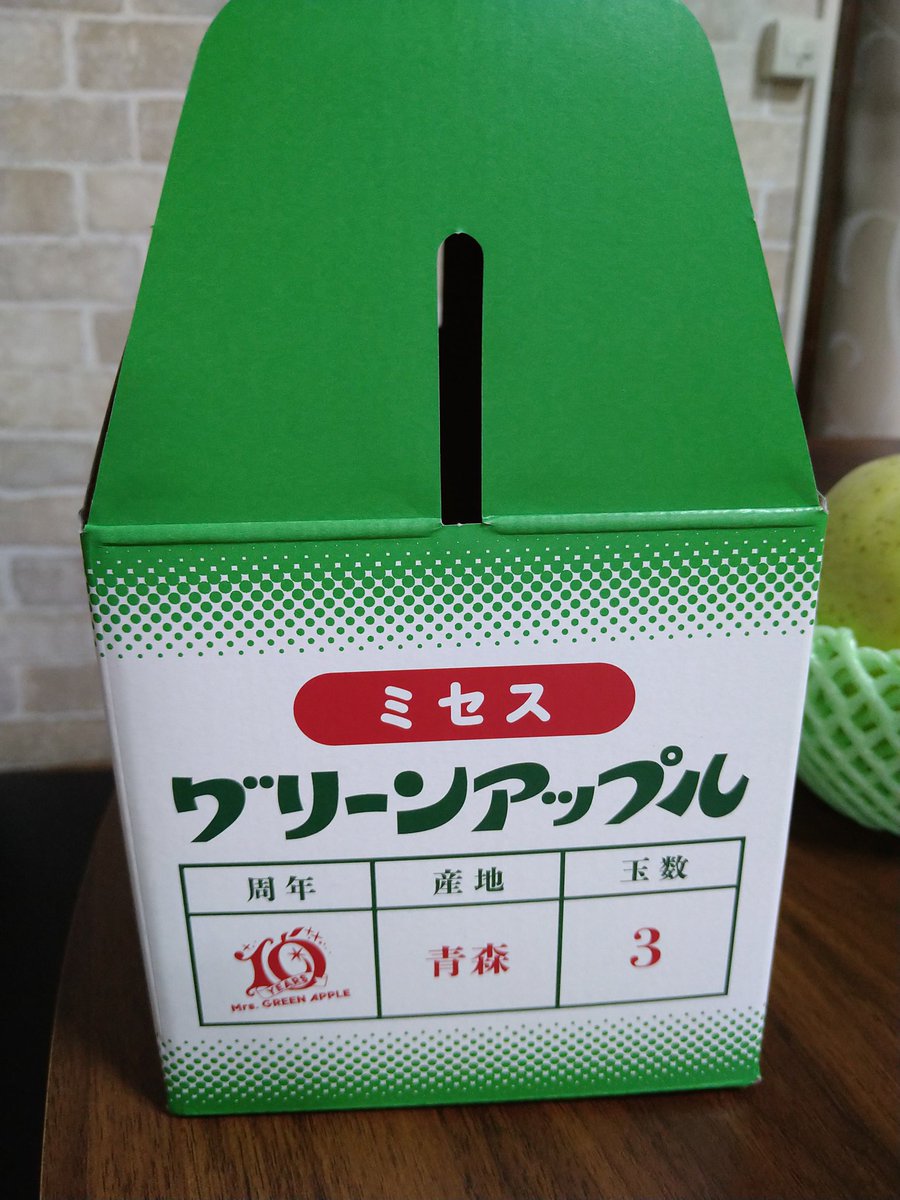 ミセス
グリーンアップル
周年 産地 玉数
10 YEARS
Mrs. GREEN APPLE
青森 3